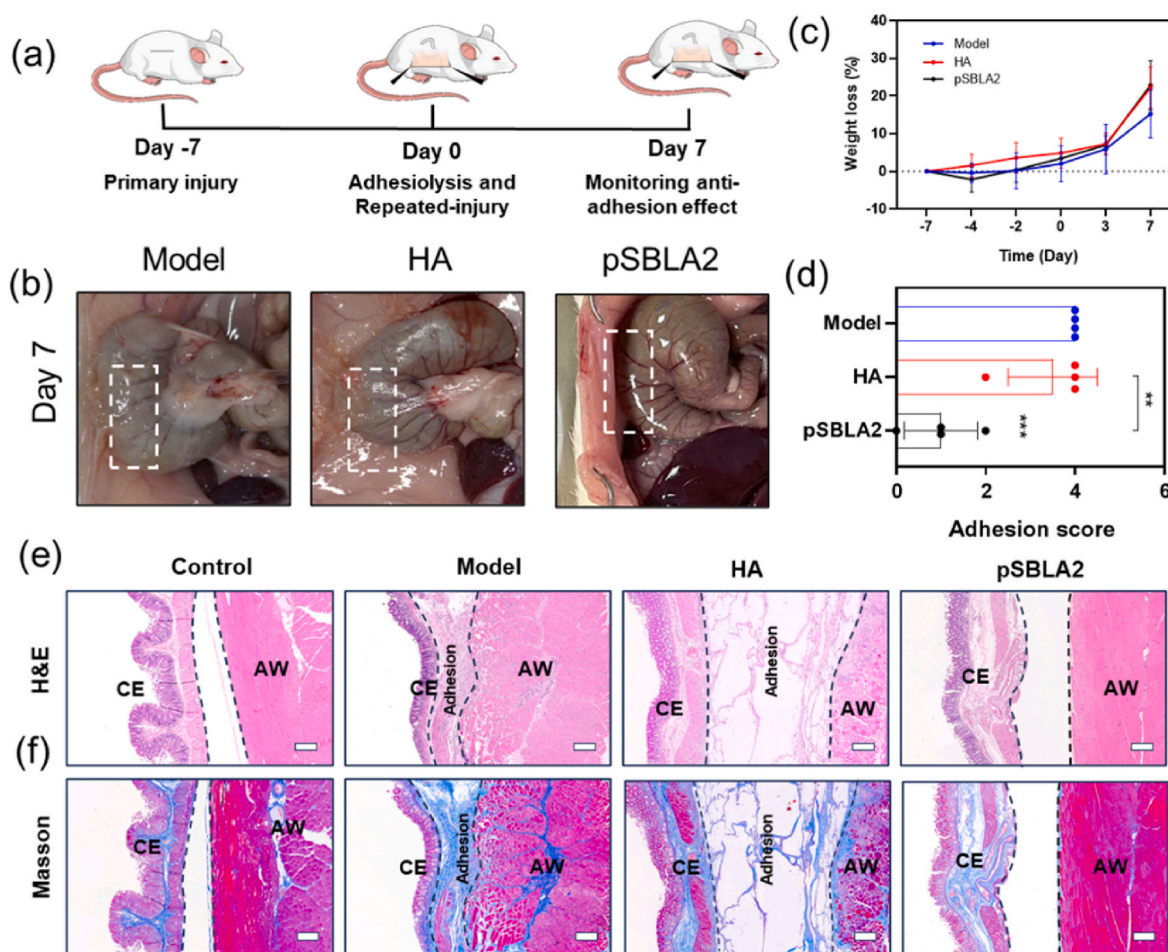 (a)
Day -7
Primary injury
Day 0
Adhesiolysis and
Repeated-injury
Day 7
Monitoring anti-
adhesion effect
(c)
Weight loss (%)
40
30
20
10
0
-10
Model
HA
pSBLA2
-7
-4
-2
0
3
7
Time (Day)
(b)
Model
HA
pSBLA2
Day 7
(d)
Model
HA
pSBLA2
**
***
0
2
4
6
Adhesion score
(e)
Control
Model
HA
pSBLA2
H&E
CE
AW
CE
Adhesion
AW
CE
Adhesion
AW
CE
AW
(f)
Masson
CE
AW
CE
Adhesion
AW
CE
Adhesion
AW
CE
AW